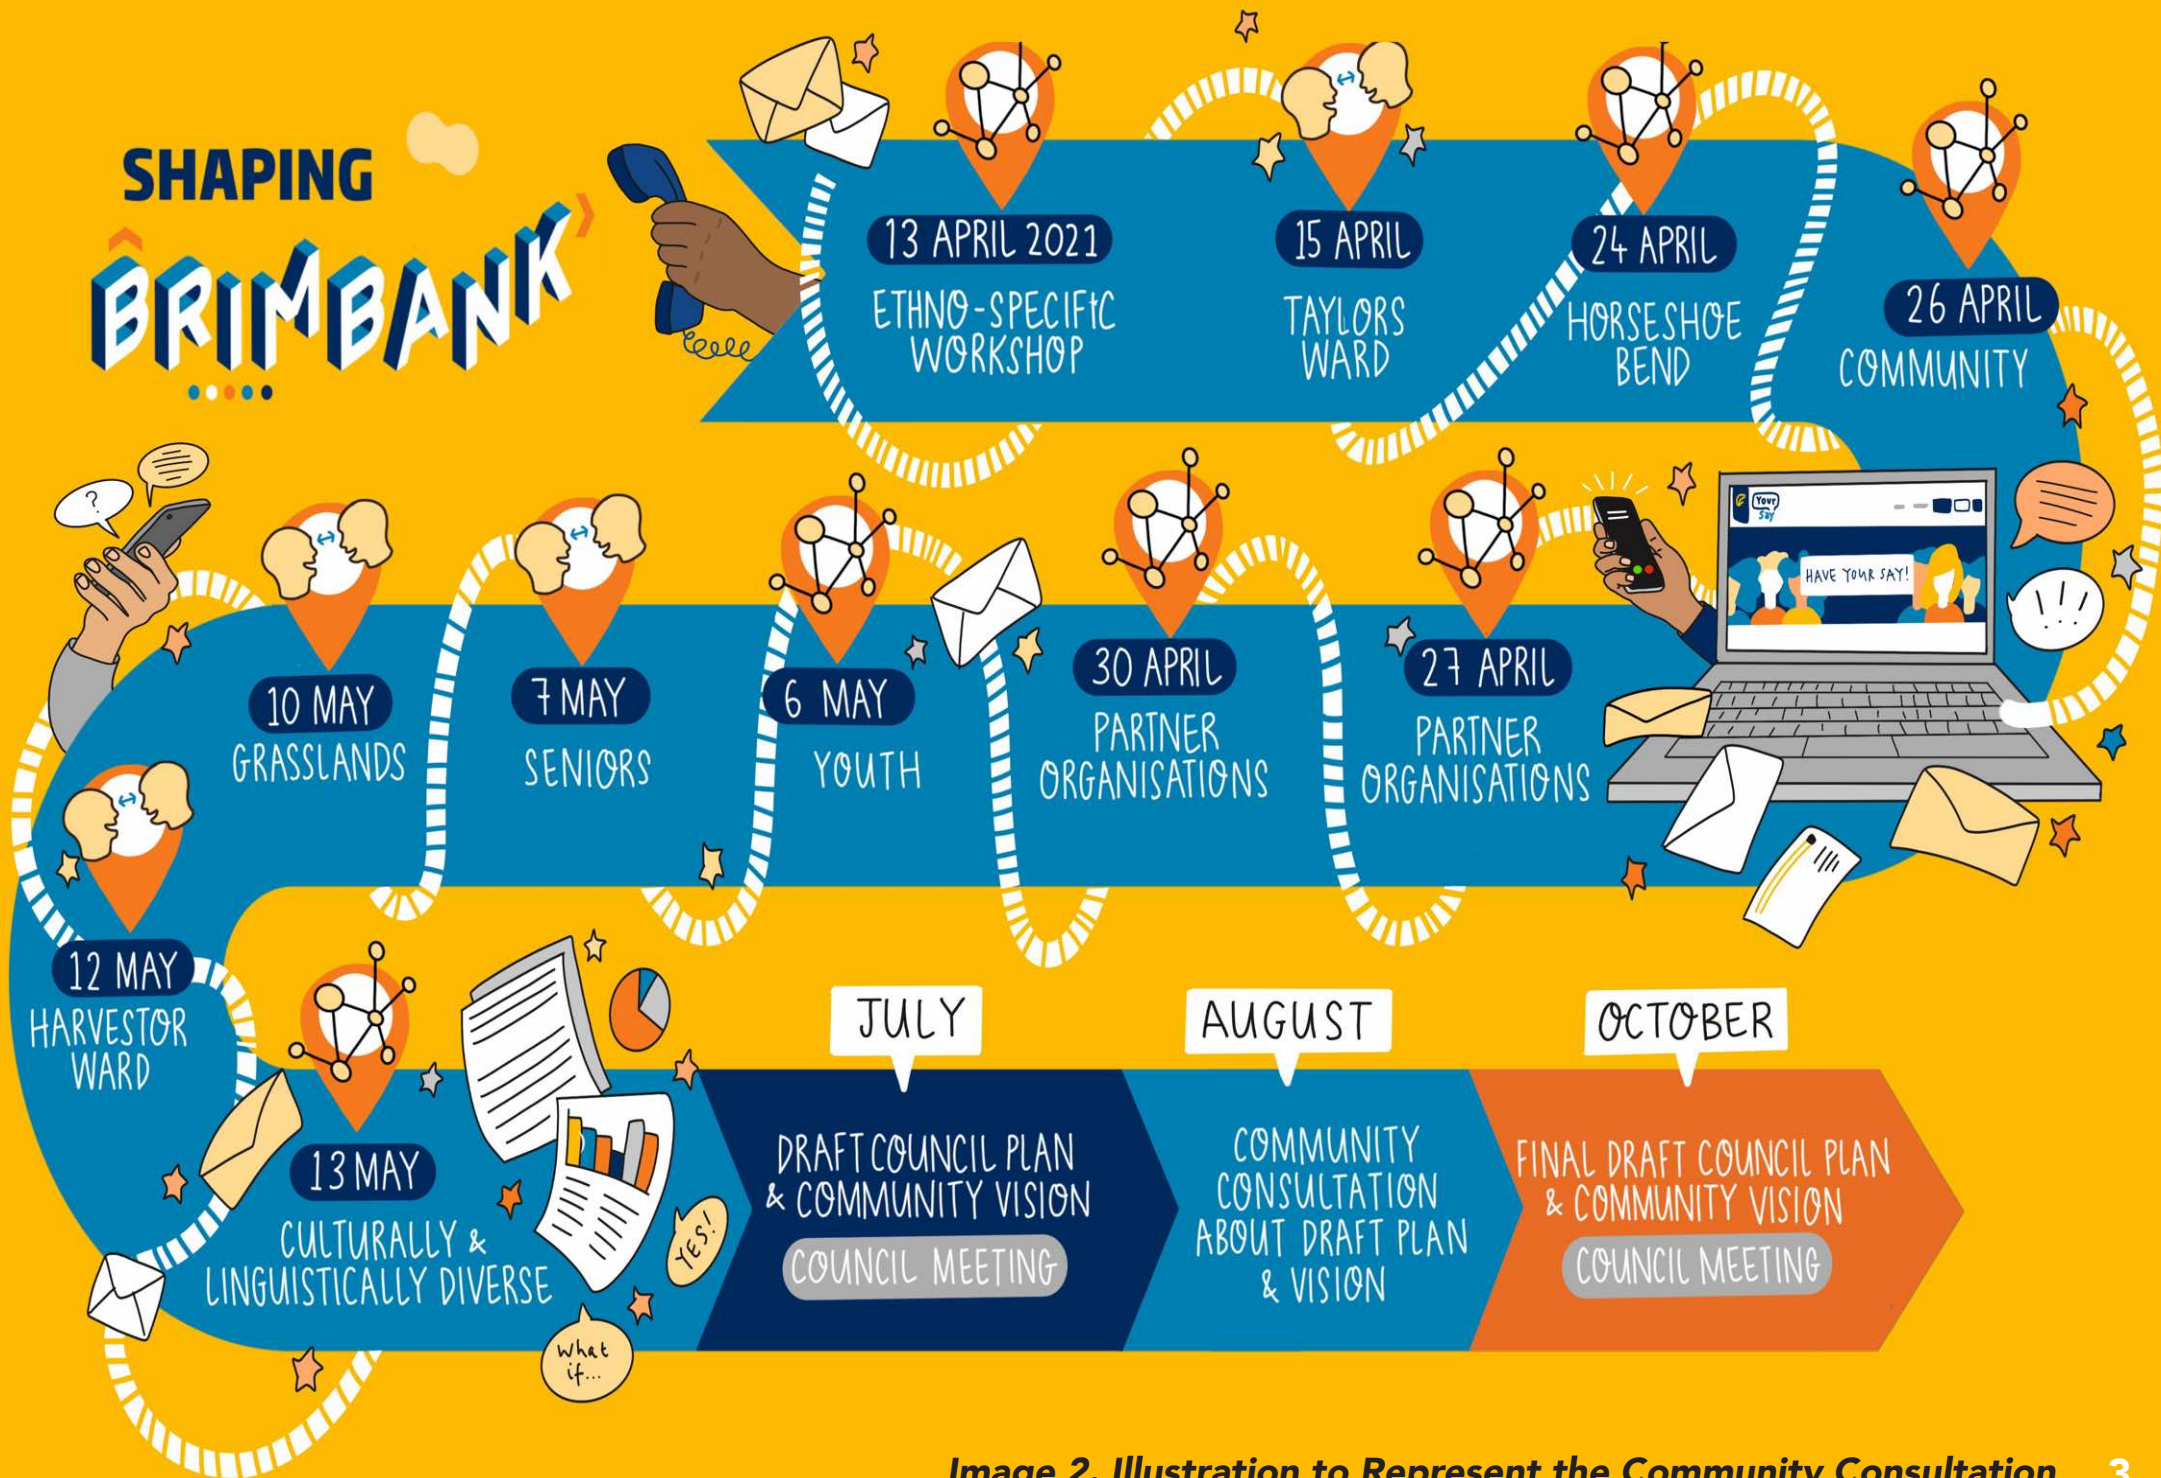 SHAPING
BRIMBANK
13 APRIL 2021
ETHNO-SPECIFIC
WORKSHOP
15 APRIL
TAYLORS
WARD
24 APRIL
HORSESHOE
BEND
26 APRIL
COMMUNITY
Your
Say
HAVE YOUR SAY!
!!!
27 APRIL
PARTNER
ORGANISATIONS
30 APRIL
PARTNER
ORGANISATIONS
6 MAY
YOUTH
7 MAY
SENIORS
10 MAY
GRASSLANDS
?
12 MAY
HARVESTOR
WARD
13 MAY
CULTURALLY &
LINGUISTICALLY DIVERSE
YES!
What
if...
JULY
DRAFT COUNCIL PLAN
& COMMUNITY VISION
COUNCIL MEETING
AUGUST
COMMUNITY
CONSULTATION
ABOUT DRAFT PLAN
& VISION
OCTOBER
FINAL DRAFT COUNCIL PLAN
& COMMUNITY VISION
COUNCIL MEETING
Image 2. Illustration to Represent the Community Consultation 3